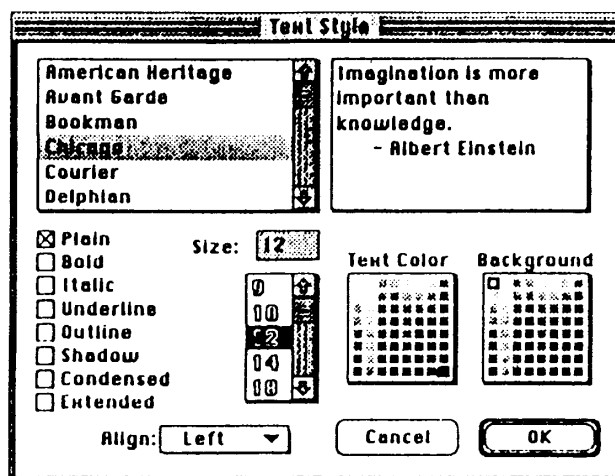 Text Style
American Heritage
Avant Garde
Bookman
Chicago
Courier
Delphian
Imagination is more
important than
knowledge.
- Albert Einstein
Plain
Bold
Italic
Underline
Outline
Shadow
Condensed
Extended
Size: 12
9
10
12
14
18
Text Color
Background
Align: Left
Cancel
OK